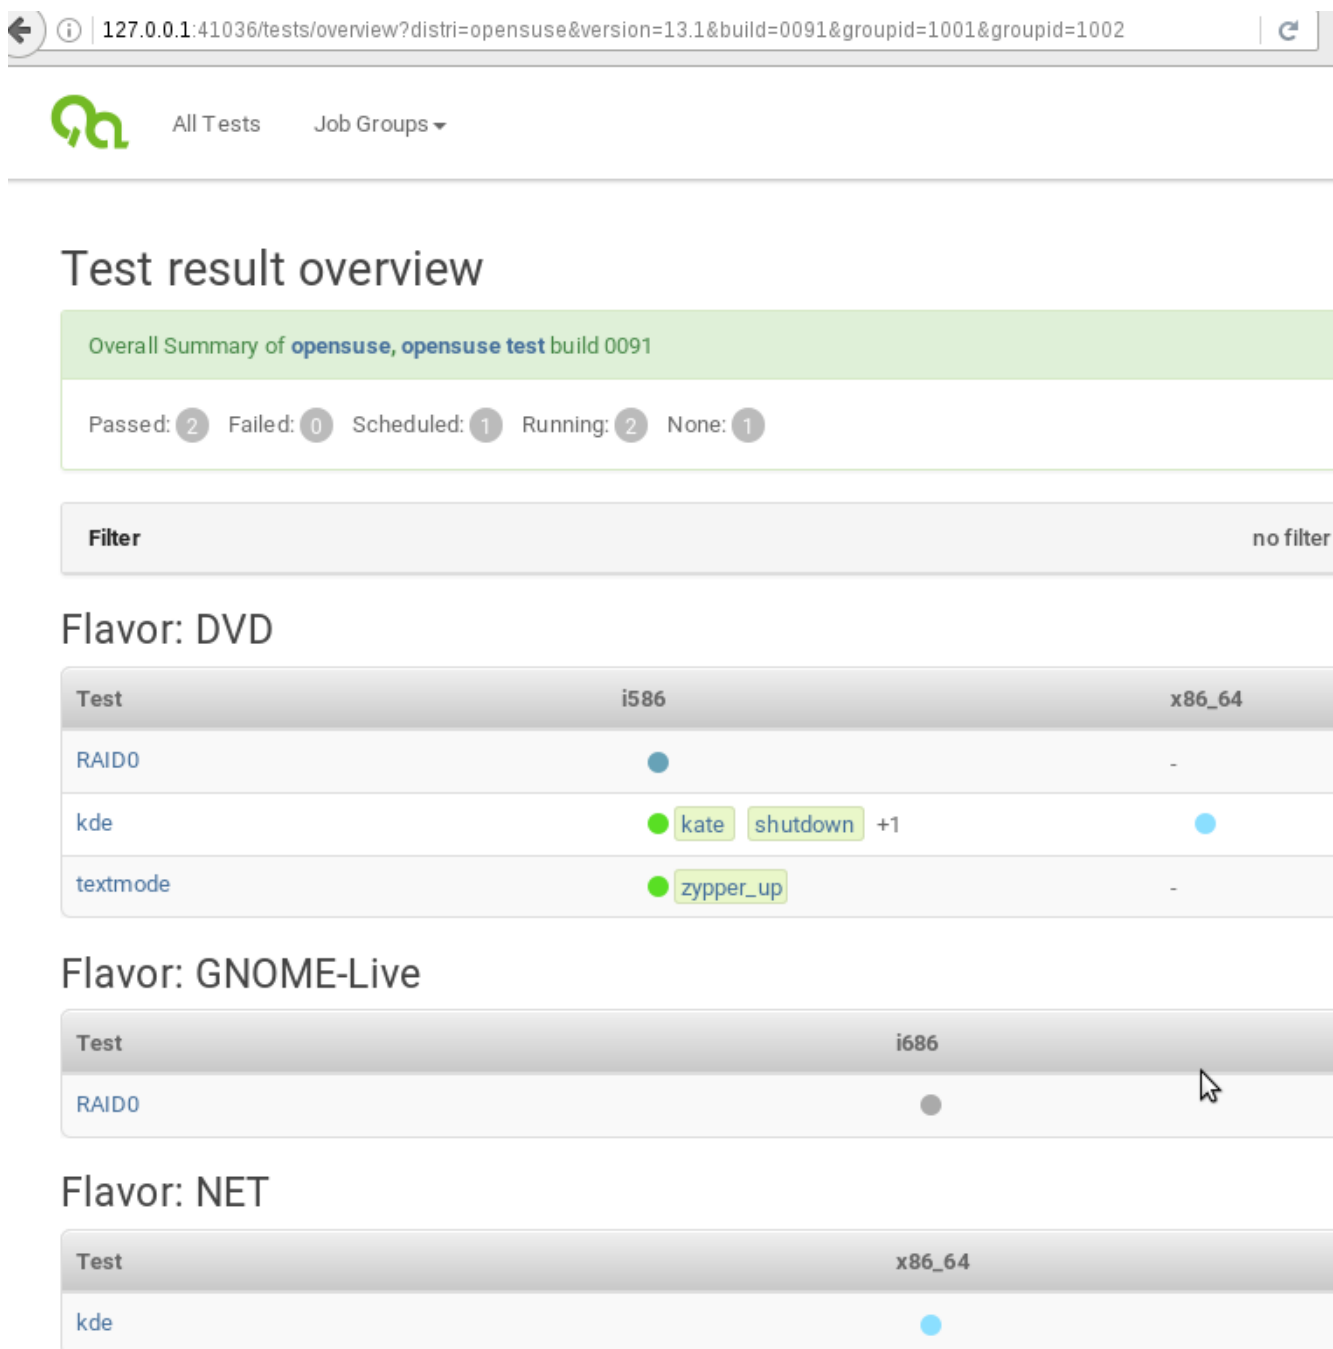 127.0.0.1:41036/tests/overview?distri=opensuse&version=13.1&build=0091&groupid=1001&groupid=1002
All Tests Job Groups
Test result overview
Overall Summary of opensuse, opensuse test build 0091
Passed: 2 Failed: 0 Scheduled: 1 Running: 2 None: 1
Filter no filter
Flavor: DVD
Test i586 x86_64
RAID0 -
kde kate shutdown +1
textmode zypper_up -
Flavor: GNOME-Live
Test i686
RAID0
Flavor: NET
Test x86_64
kde